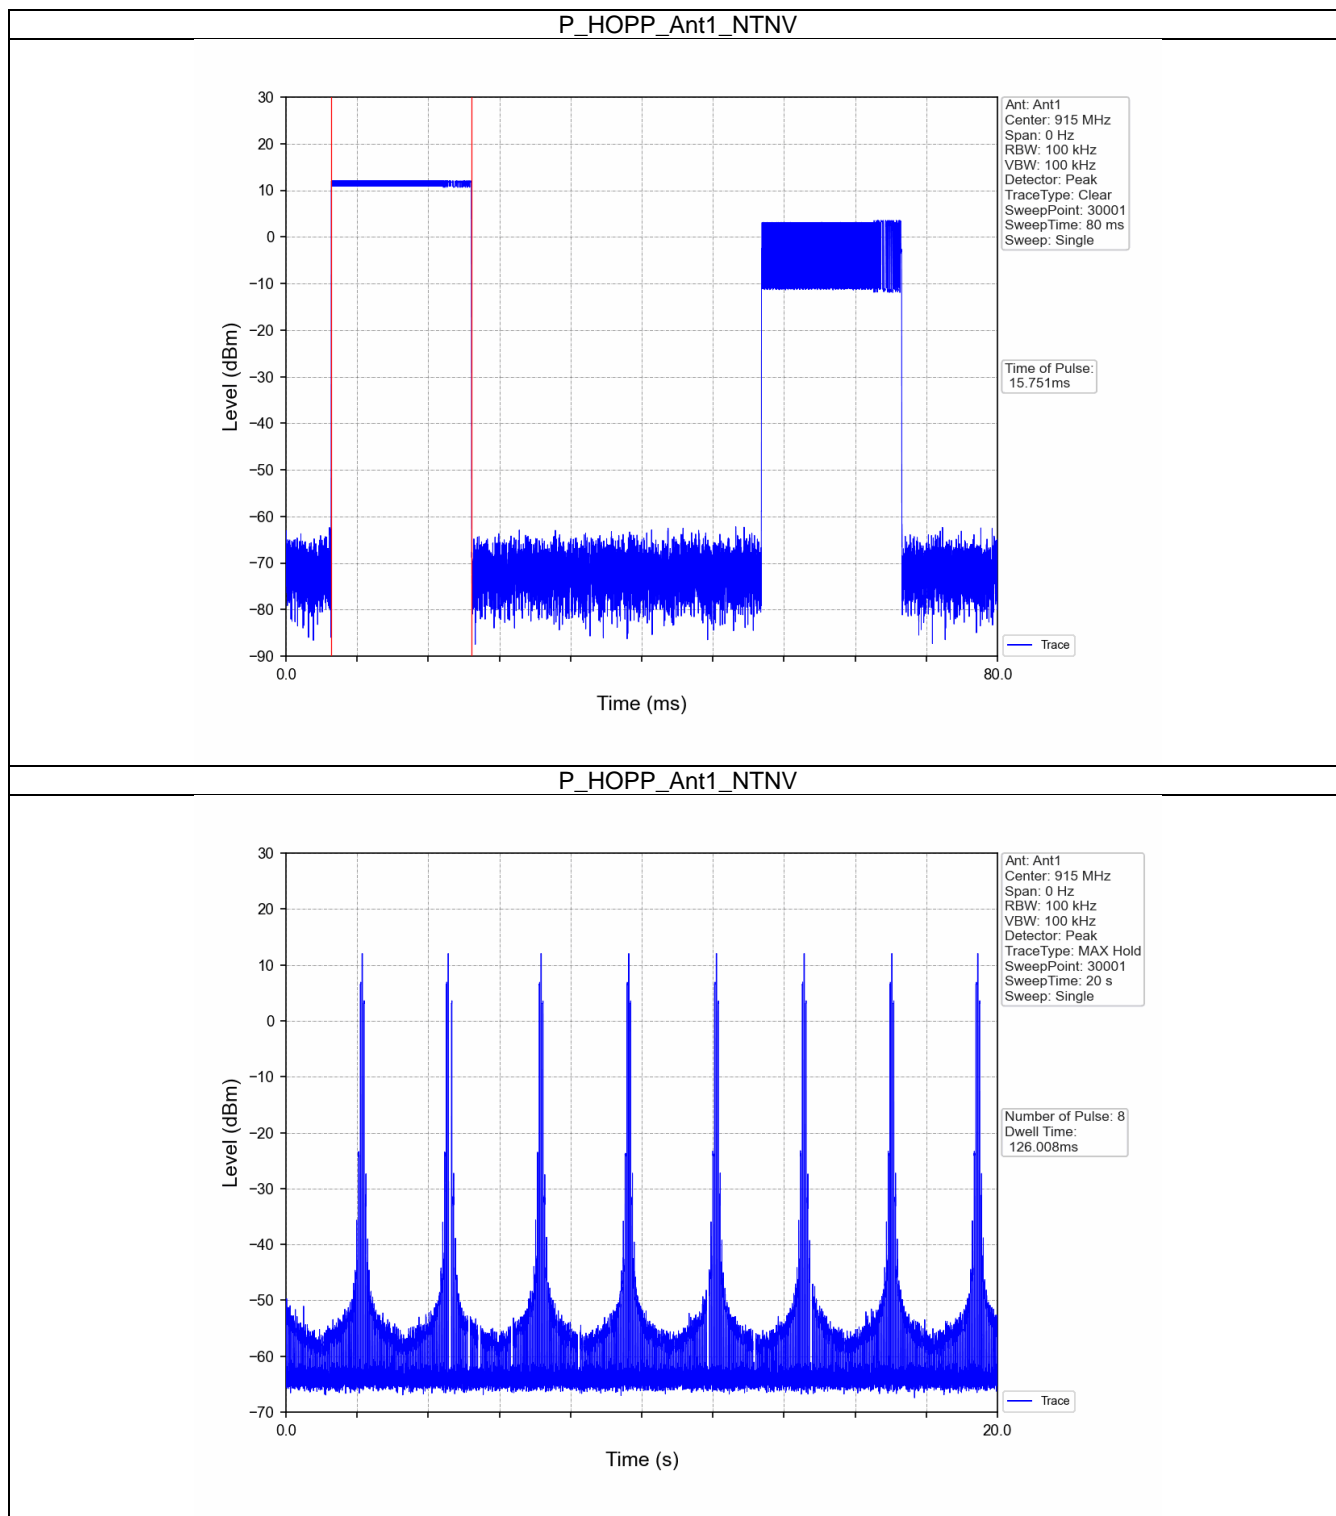 P_HOPP_Ant1_NTNV
30
20
10
0
−10
−20
−30
−40
−50
−60
−70
−80
−90
Level (dBm)
0.0
80.0
Time (ms)
Ant: Ant1
Center: 915 MHz
Span: 0 Hz
RBW: 100 kHz
VBW: 100 kHz
Detector: Peak
TraceType: Clear
SweepPoint: 30001
SweepTime: 80 ms
Sweep: Single
Time of Pulse:
15.751ms
Trace
P_HOPP_Ant1_NTNV
30
20
10
0
−10
−20
−30
−40
−50
−60
−70
Level (dBm)
0.0
20.0
Time (s)
Ant: Ant1
Center: 915 MHz
Span: 0 Hz
RBW: 100 kHz
VBW: 100 kHz
Detector: Peak
TraceType: MAX Hold
SweepPoint: 30001
SweepTime: 20 s
Sweep: Single
Number of Pulse: 8
Dwell Time:
126.008ms
Trace